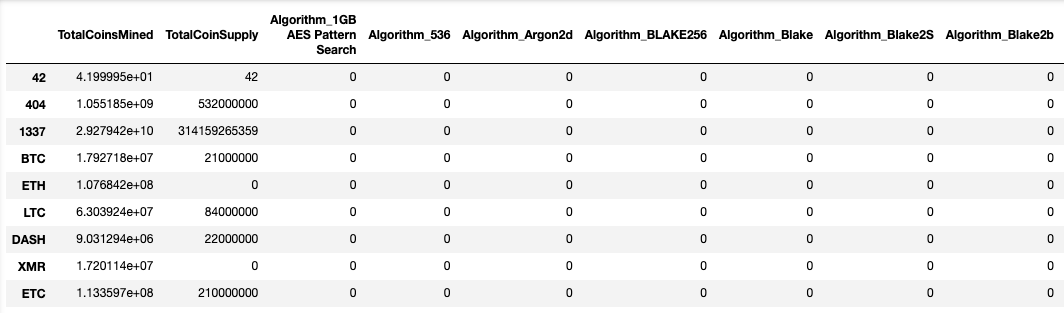 TotalCoinsMined TotalCoinSupply Algorithm_1GB AES Pattern Search Algorithm_536 Algorithm_Argon2d Algorithm_BLAKE256 Algorithm_Blake Algorithm_Blake2S Algorithm_Blake2b
42 4.199995e+01 42 0 0 0 0 0 0 0
404 1.055185e+09 532000000 0 0 0 0 0 0 0
1337 2.927942e+10 314159265359 0 0 0 0 0 0 0
BTC 1.792718e+07 21000000 0 0 0 0 0 0 0
ETH 1.076842e+08 0 0 0 0 0 0 0 0
LTC 6.303924e+07 84000000 0 0 0 0 0 0 0
DASH 9.031294e+06 22000000 0 0 0 0 0 0 0
XMR 1.720114e+07 0 0 0 0 0 0 0 0
ETC 1.133597e+08 210000000 0 0 0 0 0 0 0